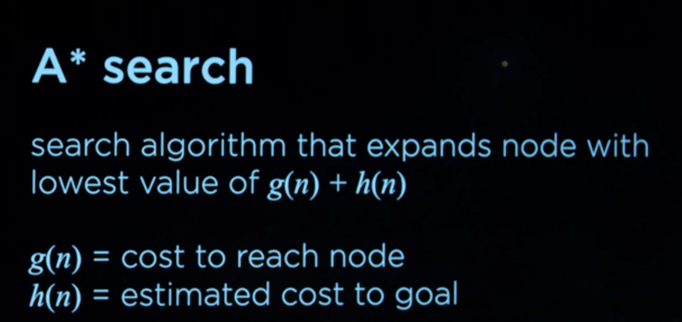 A* search
search algorithm that expands node with
lowest value of g(n) + h(n)
g(n) = cost to reach node
h(n) = estimated cost to goal